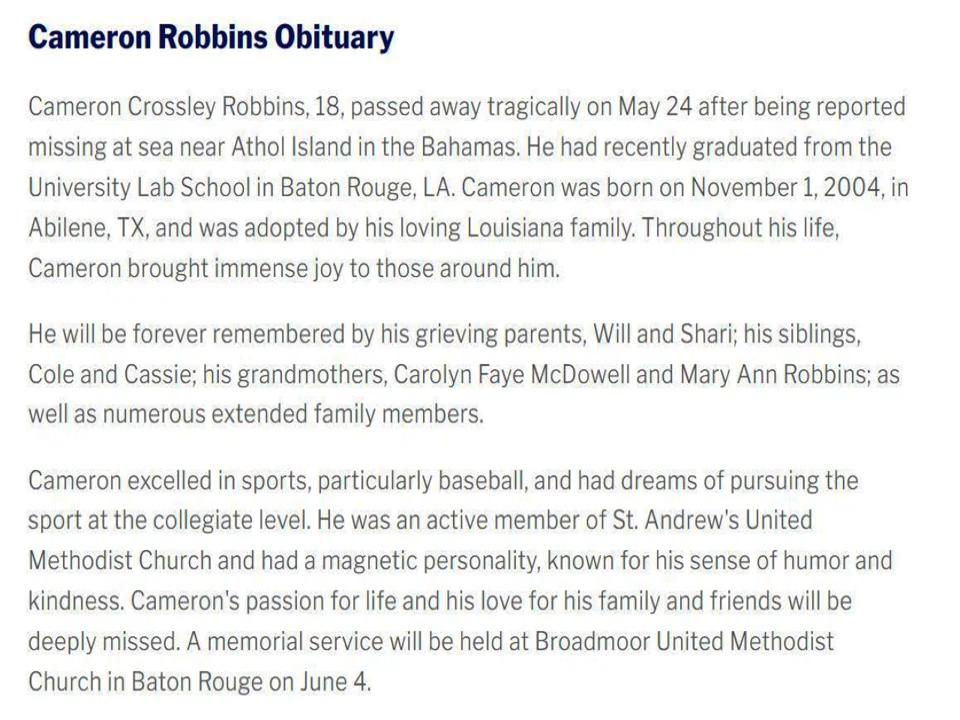 Cameron Robbins Obituary
Cameron Crossley Robbins, 18, passed away tragically on May 24 after being reported
missing at sea near Athol Island in the Bahamas. He had recently graduated from the
University Lab School in Baton Rouge, LA. Cameron was born on November 1, 2004, in
Abilene, TX, and was adopted by his loving Louisiana family. Throughout his life,
Cameron brought immense joy to those around him.
He will be forever remembered by his grieving parents, Will and Shari; his siblings,
Cole and Cassie; his grandmothers, Carolyn Faye McDowell and Mary Ann Robbins; as
well as numerous extended family members.
Cameron excelled in sports, particularly baseball, and had dreams of pursuing the
sport at the collegiate level. He was an active member of St. Andrew's United
Methodist Church and had a magnetic personality, known for his sense of humor and
kindness. Cameron's passion for life and his love for his family and friends will be
deeply missed. A memorial service will be held at Broadmoor United Methodist
Church in Baton Rouge on June 4.